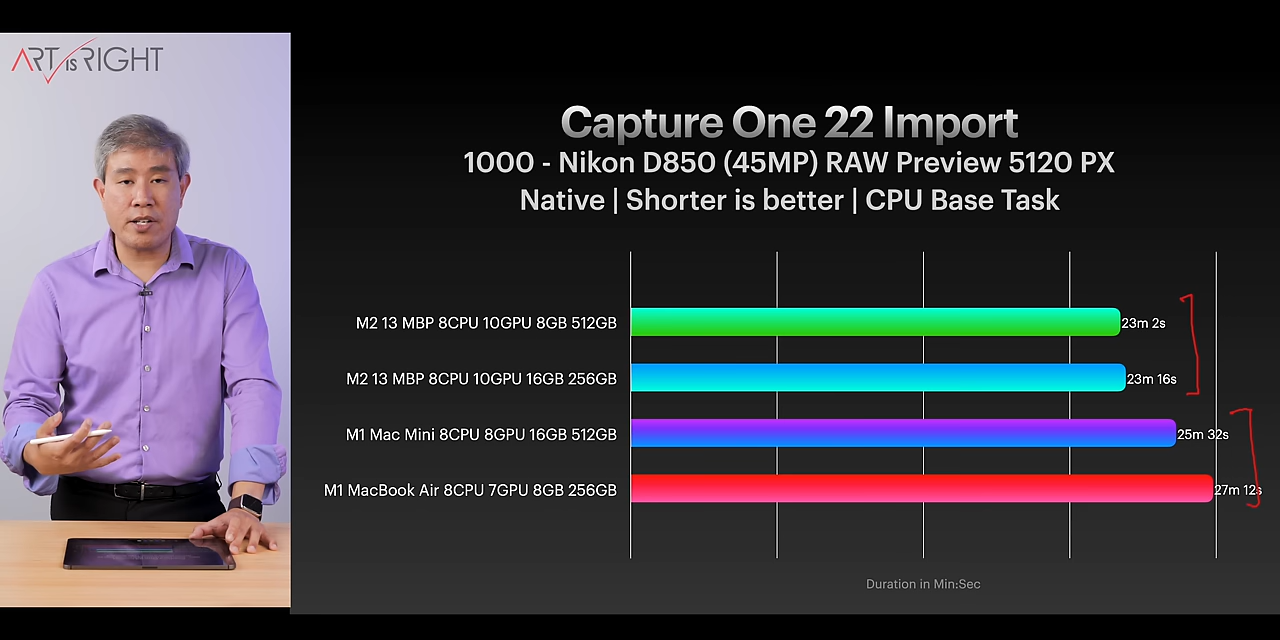 ART IS RIGHT
Capture One 22 Import
1000 - Nikon D850 (45MP) RAW Preview 5120 PX
Native | Shorter is better | CPU Base Task
M2 13 MBP 8CPU 10GPU 8GB 512GB
23m 2s
M2 13 MBP 8CPU 10GPU 16GB 256GB
23m 16s
M1 Mac Mini 8CPU 8GPU 16GB 512GB
25m 32s
M1 MacBook Air 8CPU 7GPU 8GB 256GB
27m 12s
Duration in Min:Sec